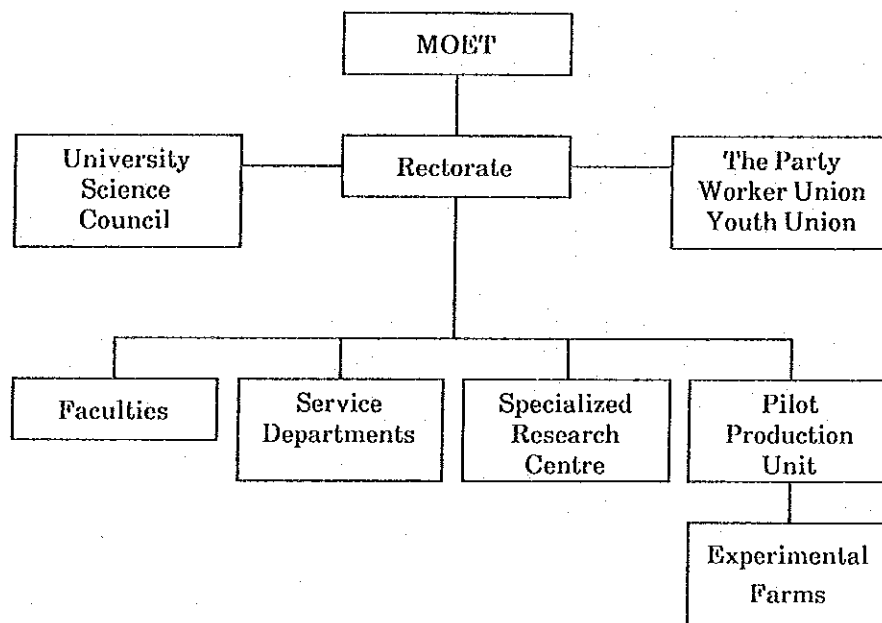 MOET
University
Science
Council
Rectorate
The Party
Worker Union
Youth Union
Faculties
Service
Departments
Specialized
Research
Centre
Pilot
Production
Unit
Experimental
Farms